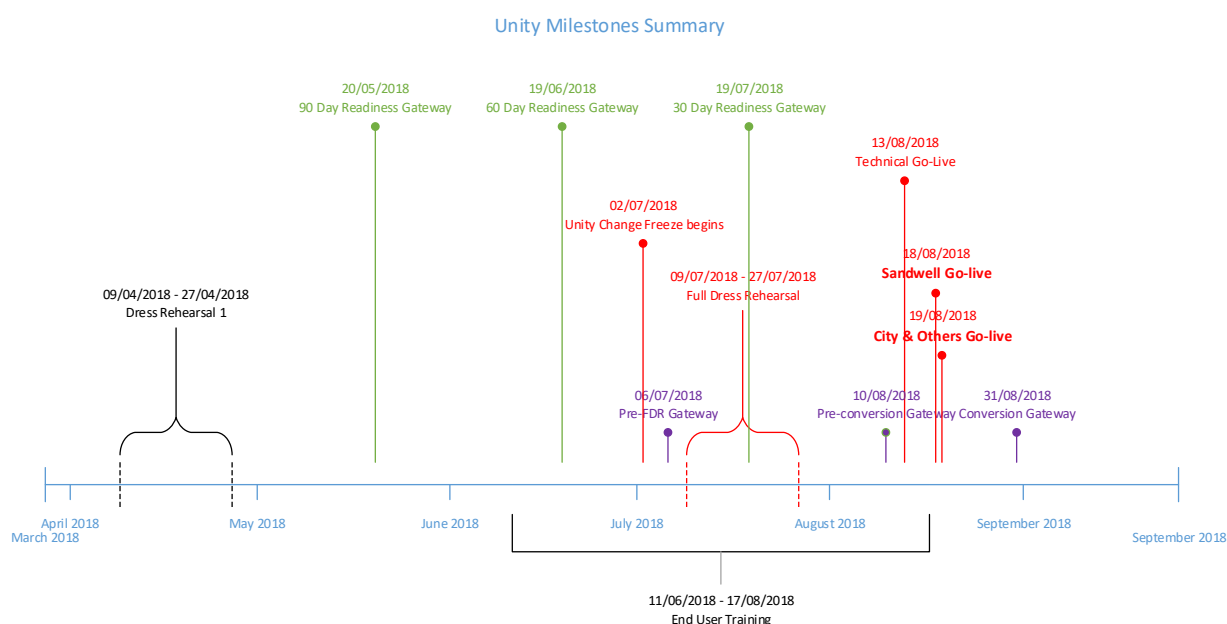 Unity Milestones Summary
20/05/2018
90 Day Readiness Gateway
19/06/2018
60 Day Readiness Gateway
19/07/2018
30 Day Readiness Gateway
13/08/2018
Technical Go-Live
02/07/2018
Unity Change Freeze begins
18/08/2018
Sandwell Go-live
09/07/2018 - 27/07/2018
Full Dress Rehearsal
09/04/2018 - 27/04/2018
Dress Rehearsal 1
19/08/2018
City & Others Go-live
06/07/2018
Pre-FDR Gateway
10/08/2018
Pre-conversion Gateway
31/08/2018
Conversion Gateway
April 2018
May 2018
June 2018
July 2018
August 2018
September 2018
March 2018
September 2018
11/06/2018 - 17/08/2018
End User Training